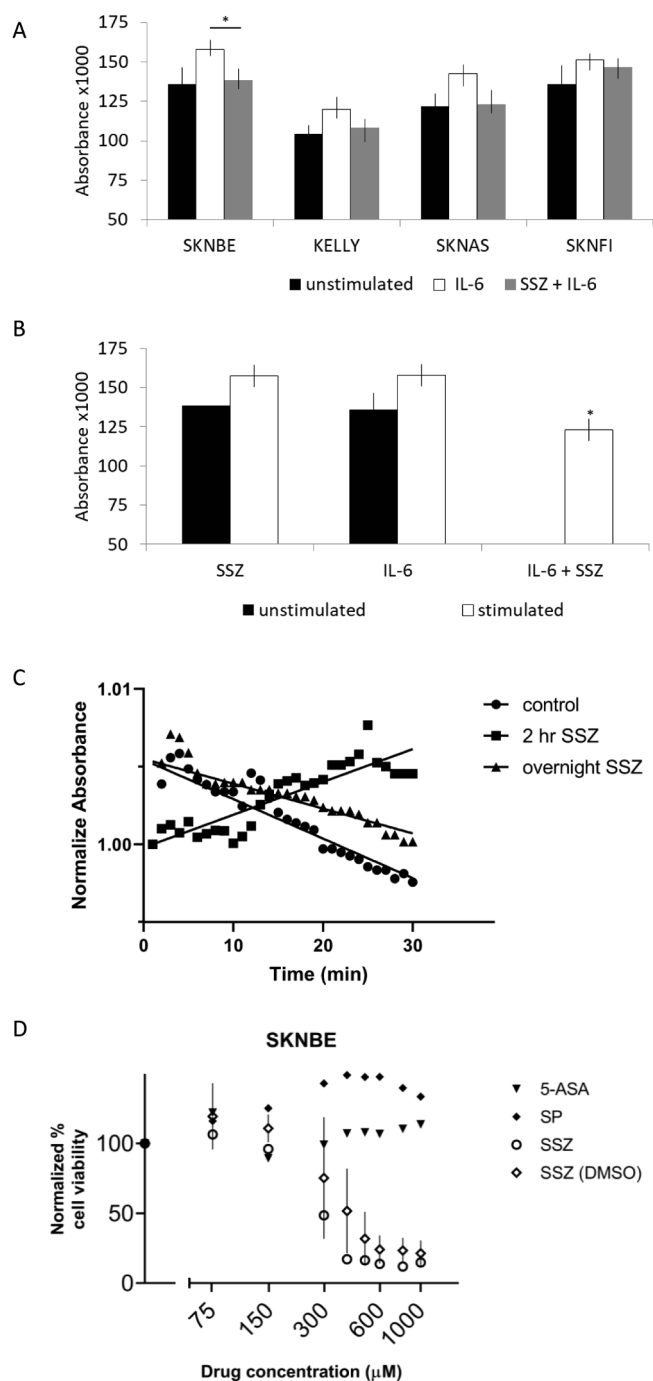 A
Absorbance x1000
175
150
125
100
75
50
SKNBE KELLY SKNAS SKNFI
*
unstimulated IL-6 SSZ + IL-6
B
Absorbance x1000
175
150
125
100
75
50
SSZ IL-6 IL-6 + SSZ
*
unstimulated stimulated
C
Normalize Absorbance
1.01
1.00
0 10 20 30
Time (min)
control
2 hr SSZ
overnight SSZ
D
SKNBE
Normalized %
cell viability
100
50
0
75 150 300 600 1000
Drug concentration (μM)
5-ASA
SP
SSZ
SSZ (DMSO)